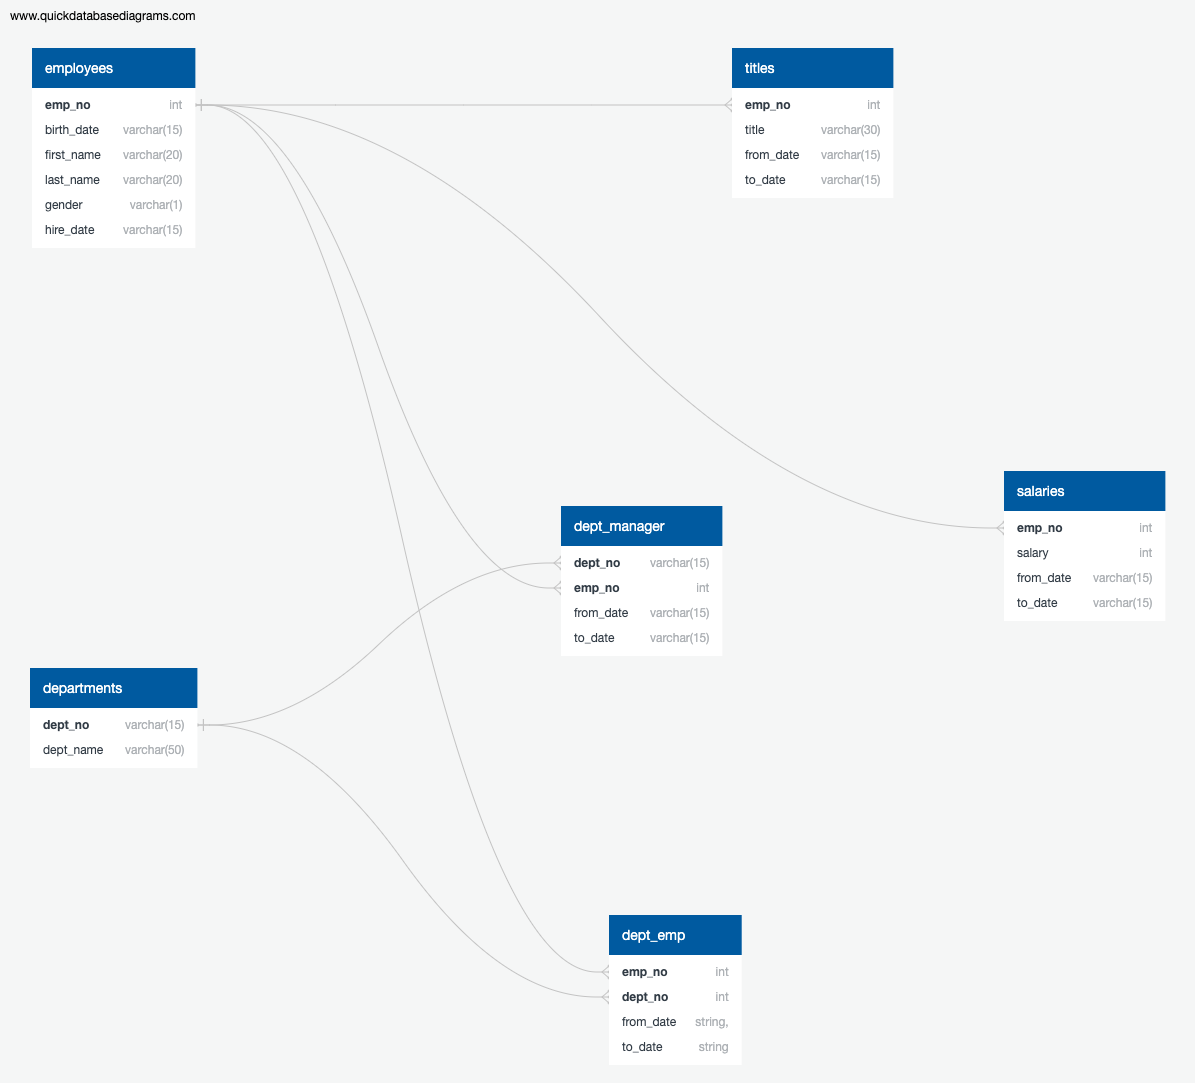 www.quickdatabasediagrams.com
employees
emp_no int
birth_date varchar(15)
first_name varchar(20)
last_name varchar(20)
gender varchar(1)
hire_date varchar(15)
titles
emp_no int
title varchar(30)
from_date varchar(15)
to_date varchar(15)
salaries
emp_no int
salary int
from_date varchar(15)
to_date varchar(15)
dept_manager
dept_no varchar(15)
emp_no int
from_date varchar(15)
to_date varchar(15)
departments
dept_no varchar(15)
dept_name varchar(50)
dept_emp
emp_no int
dept_no int
from_date string,
to_date string